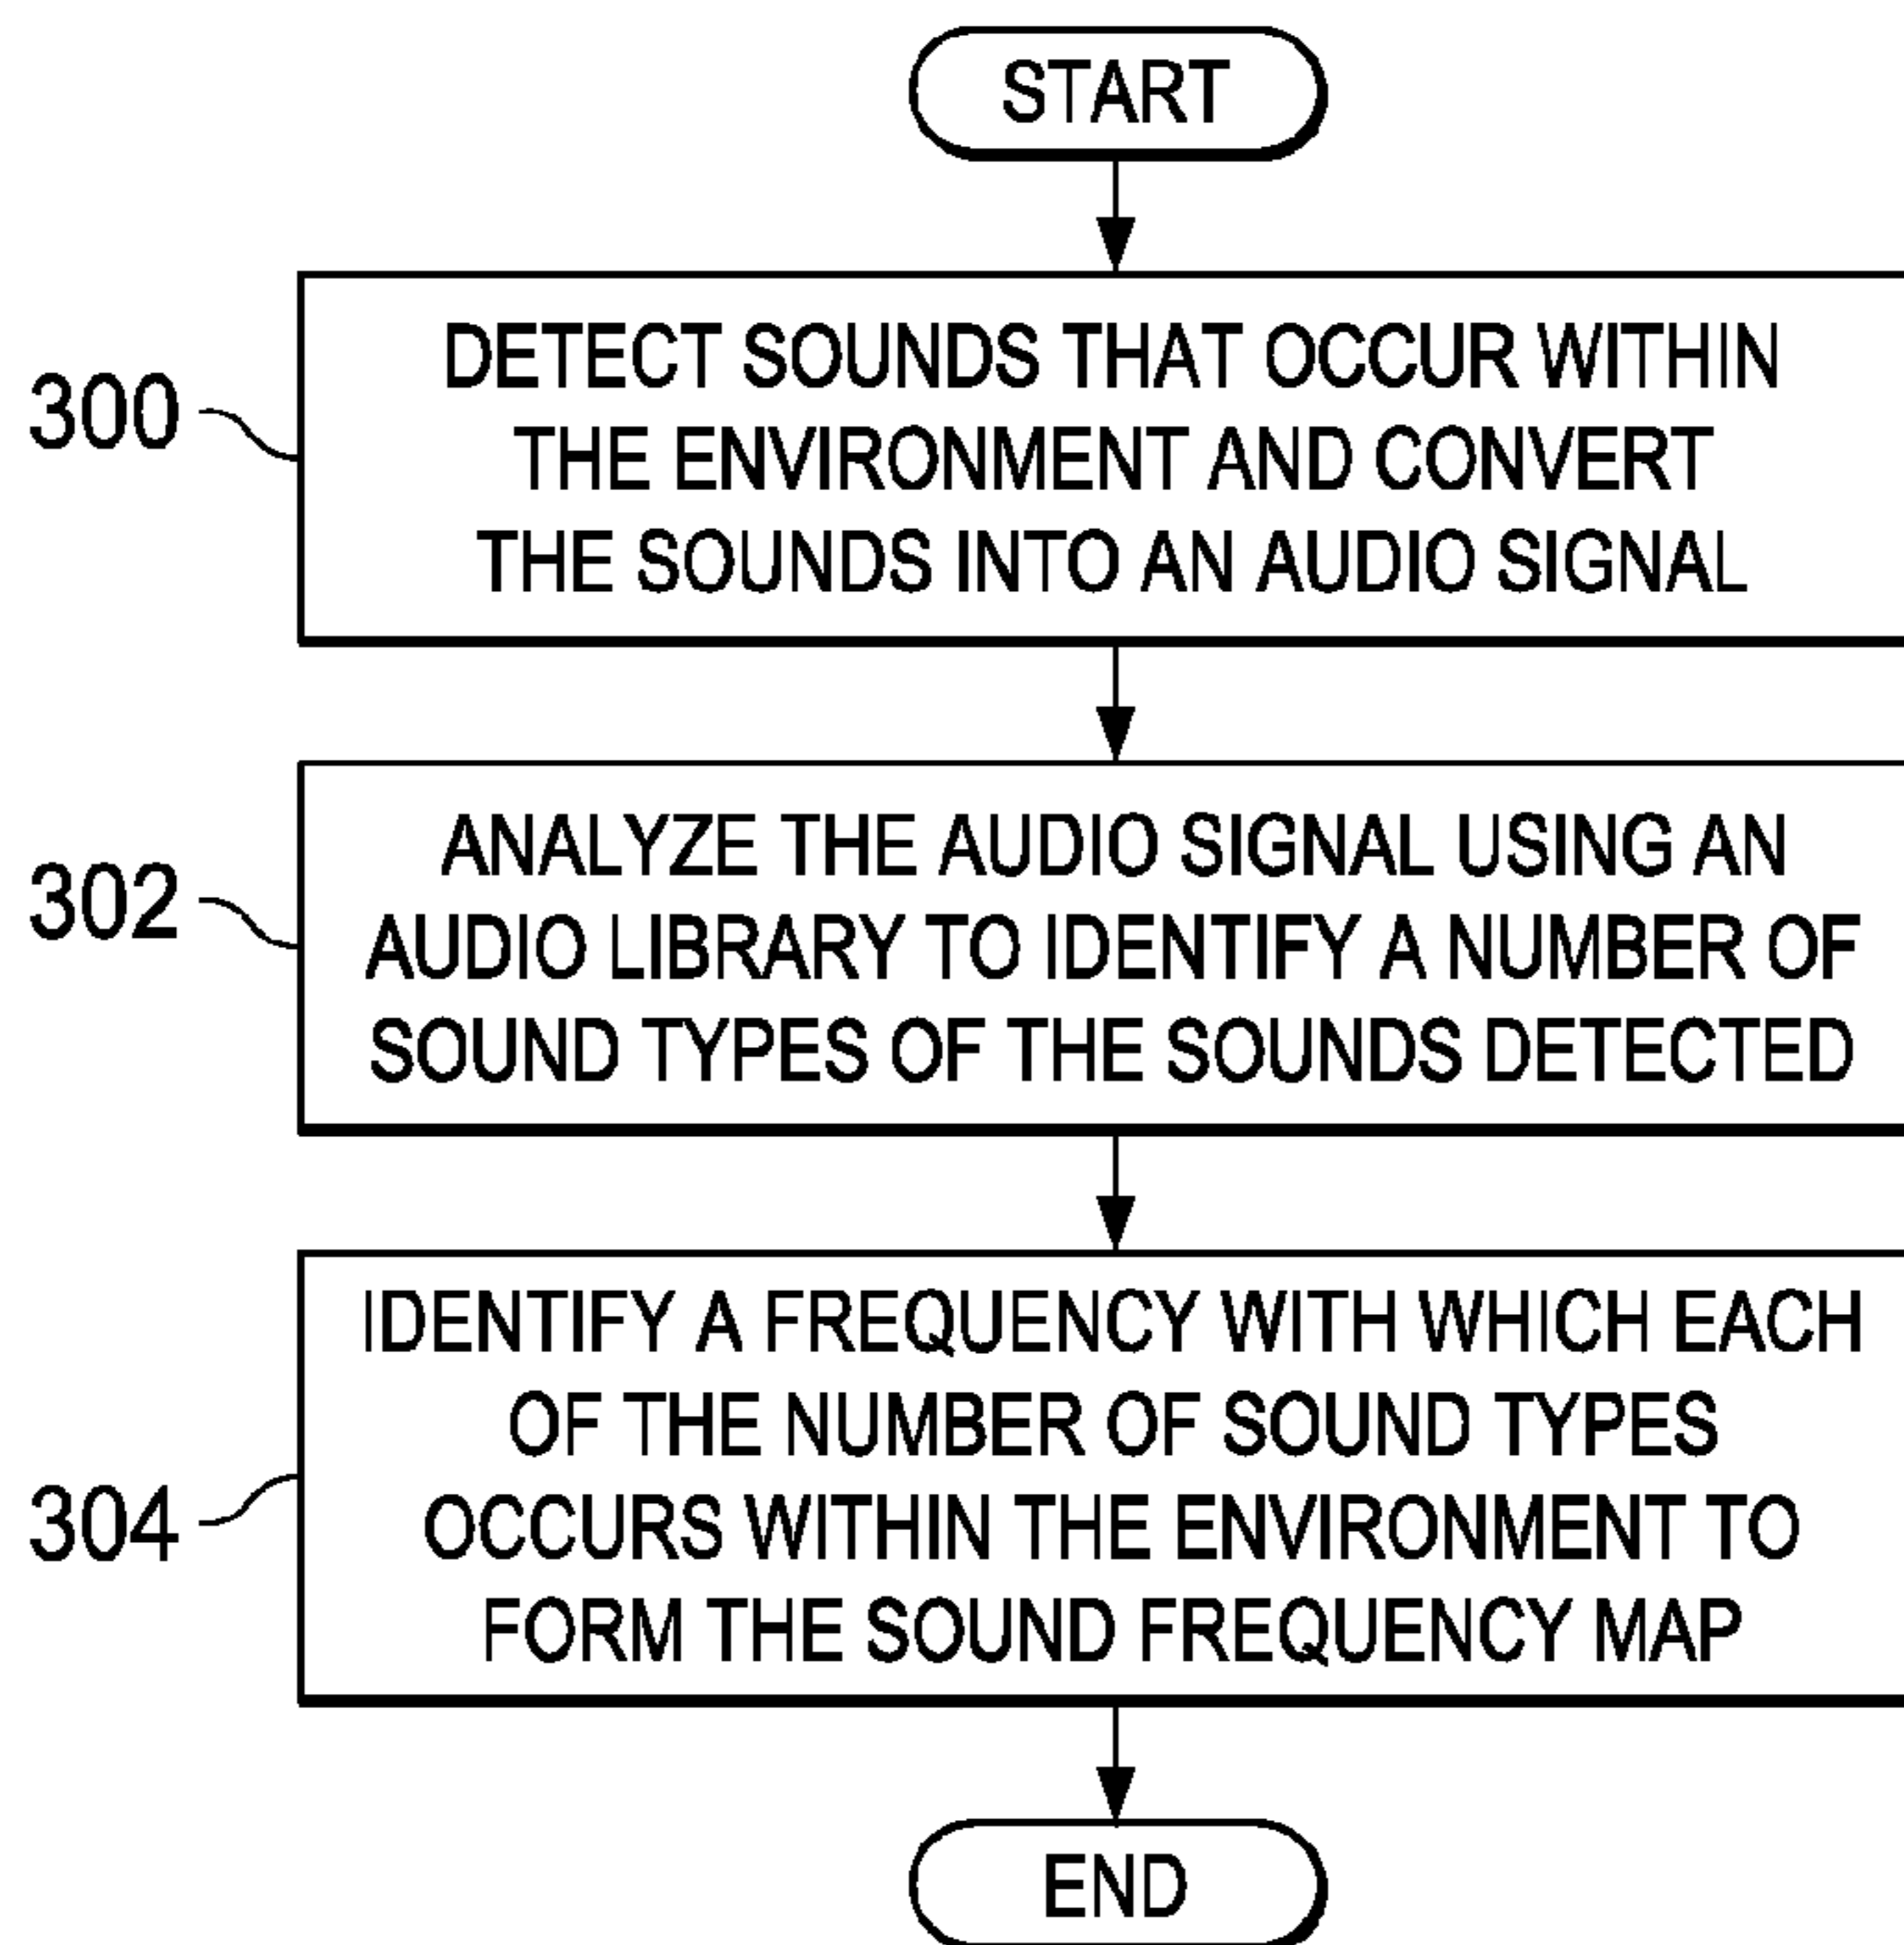 START
300
DETECT SOUNDS THAT OCCUR WITHIN
THE ENVIRONMENT AND CONVERT
THE SOUNDS INTO AN AUDIO SIGNAL
302
ANALYZE THE AUDIO SIGNAL USING AN
AUDIO LIBRARY TO IDENTIFY A NUMBER OF
SOUND TYPES OF THE SOUNDS DETECTED
304
IDENTIFY A FREQUENCY WITH WHICH EACH
OF THE NUMBER OF SOUND TYPES
OCCURS WITHIN THE ENVIRONMENT TO
FORM THE SOUND FREQUENCY MAP
END